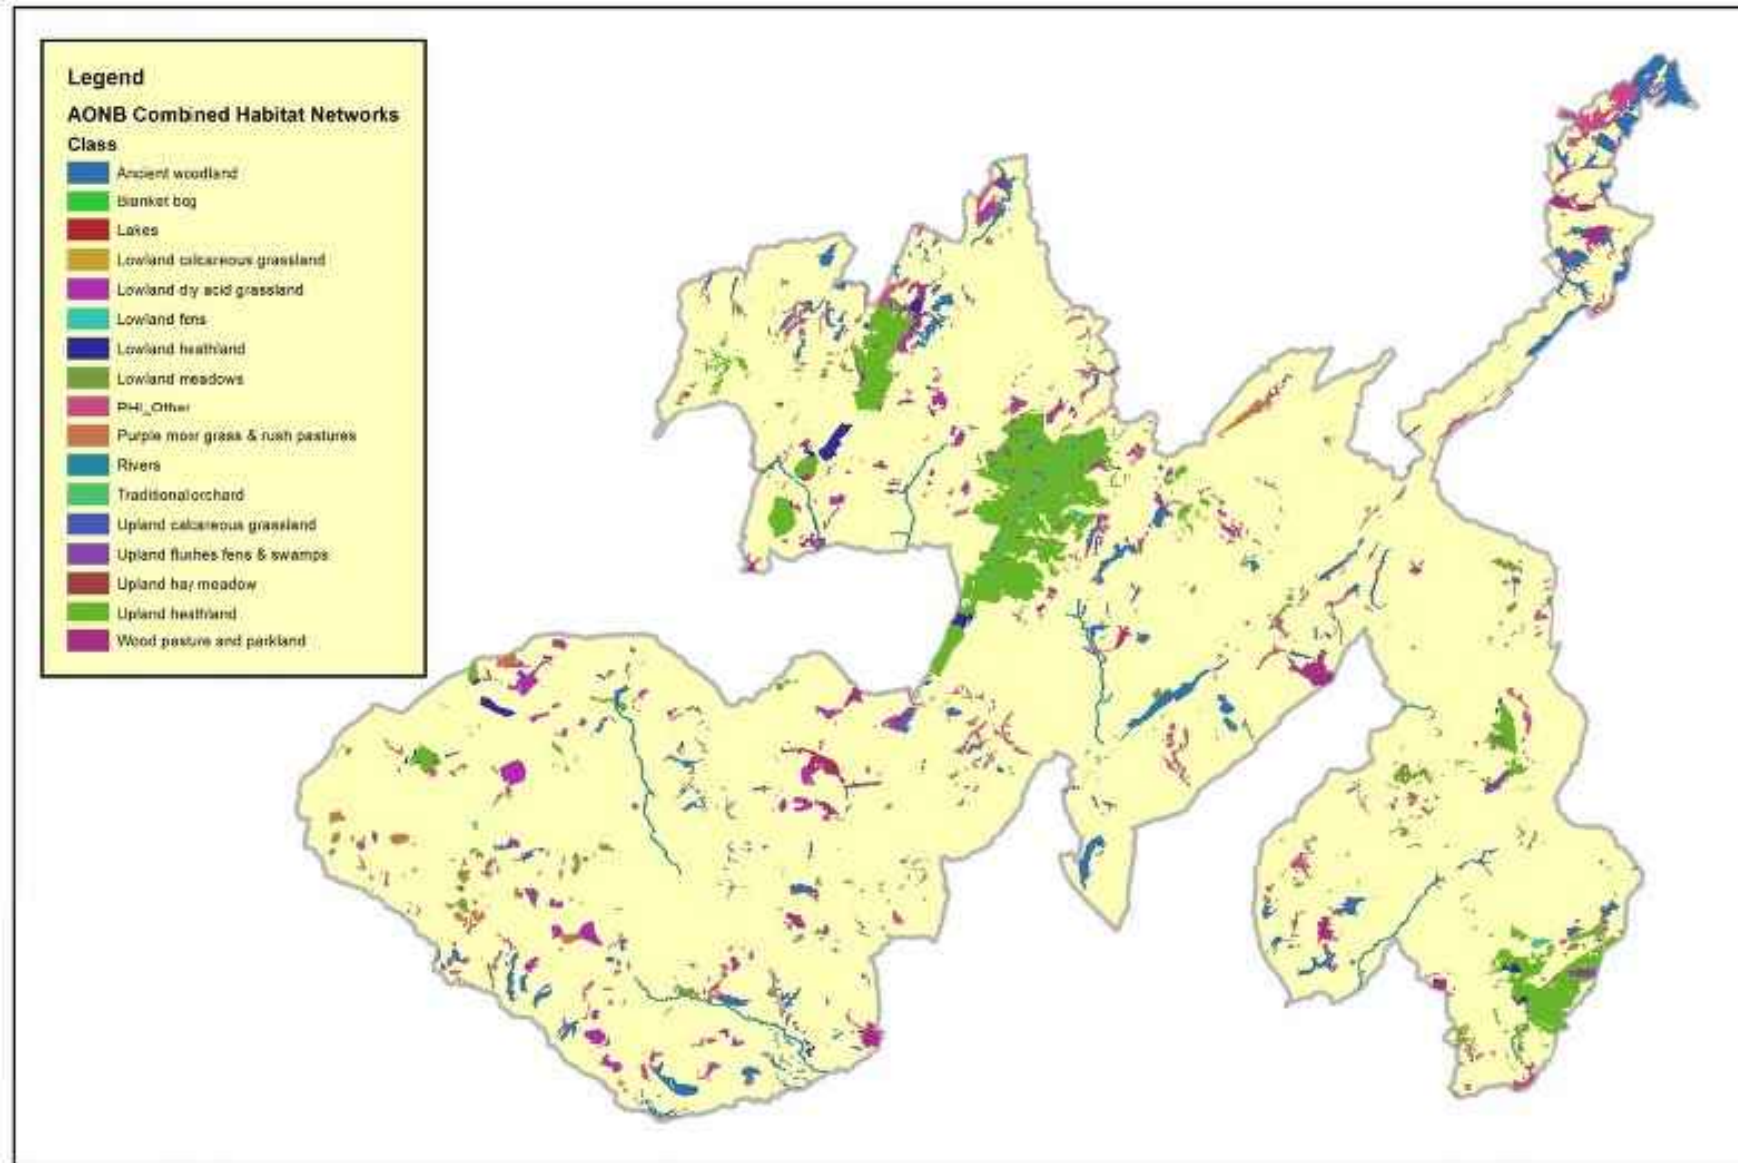 Legend
AONB Combined Habitat Networks
Class
Ancient woodland
Blanket bog
Lakes
Lowland calcareous grassland
Lowland dry acid grassland
Lowland fens
Lowland heathland
Lowland meadows
PHI_Other
Purple moor grass & rush pastures
Rivers
Traditional orchard
Upland calcareous grassland
Upland flushes fens & swamps
Upland hay meadow
Upland heathland
Wood pasture and parkland